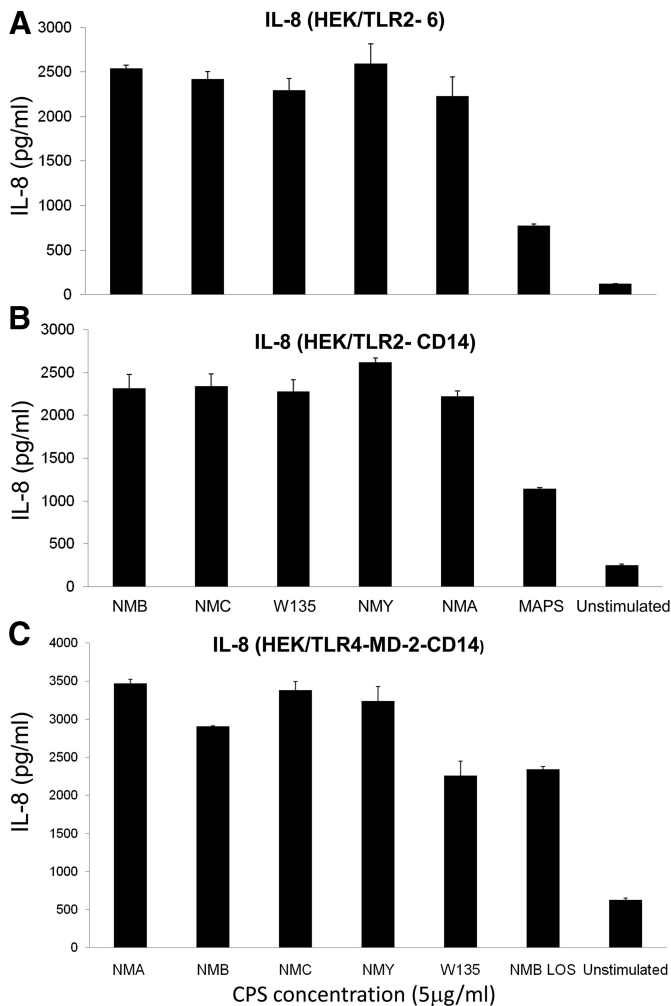 A
IL-8 (HEK/TLR2- 6)
IL-8 (pg/ml)
3000
2500
2000
1500
1000
500
0
B
IL-8 (HEK/TLR2- CD14)
IL-8 (pg/ml)
3000
2500
2000
1500
1000
500
0
NMB NMC W135 NMY NMA MAPS Unstimulated
C
IL-8 (HEK/TLR4-MD-2-CD14)
IL-8 (pg/ml)
4000
3500
3000
2500
2000
1500
1000
500
0
NMA NMB NMC NMY W135 NMB LOS Unstimulated
CPS concentration (5μg/ml)